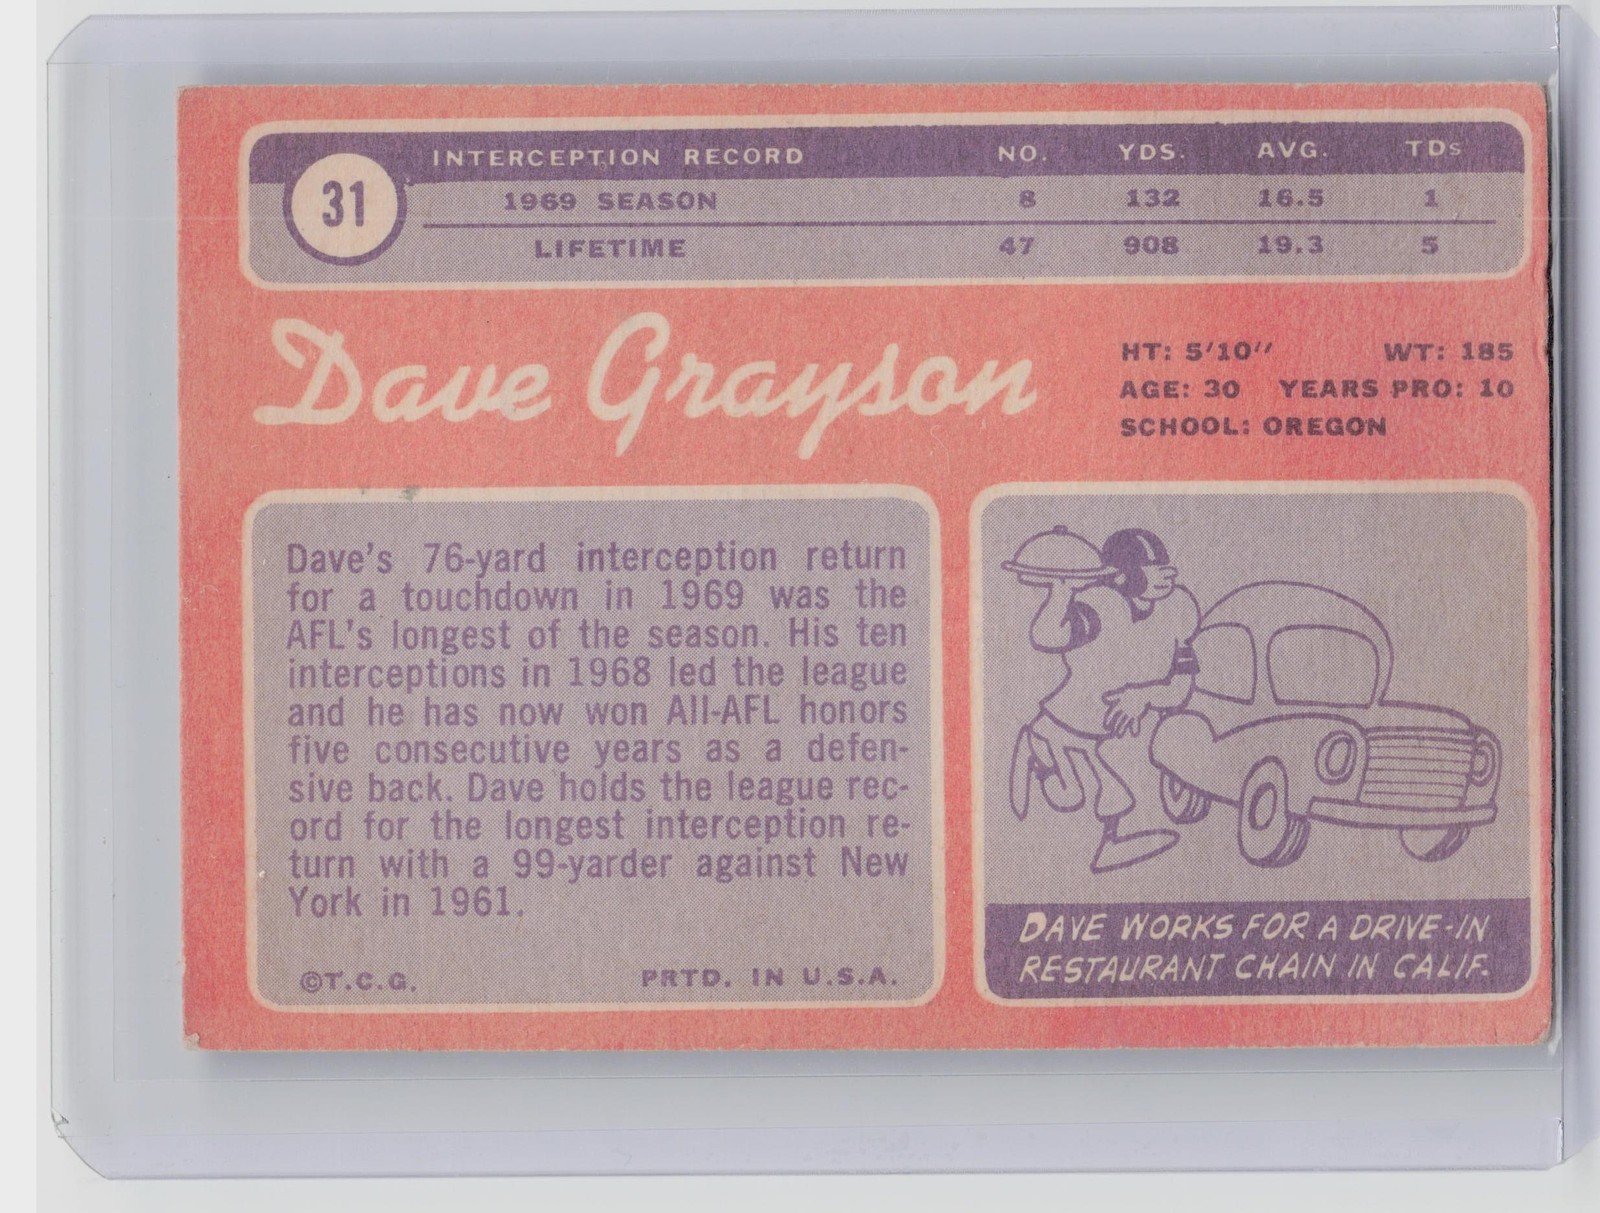 31
INTERCEPTION RECORD NO. YDS. AVG. TDs
1969 SEASON 8 132 16.5 1
LIFETIME 47 908 19.3 5
Dave Grayson
HT: 5'10'' WT: 185
AGE: 30 YEARS PRO: 10
SCHOOL: OREGON
Dave's 76-yard interception return
for a touchdown in 1969 was the
AFL's longest of the season. His ten
interceptions in 1968 led the league
and he has now won All-AFL honors
five consecutive years as a defen-
sive back. Dave holds the league rec-
ord for the longest interception re-
turn with a 99-yarder against New
York in 1961.
©T.C.G. PRTD. IN U.S.A.
DAVE WORKS FOR A DRIVE-IN
RESTAURANT CHAIN IN CALIF.